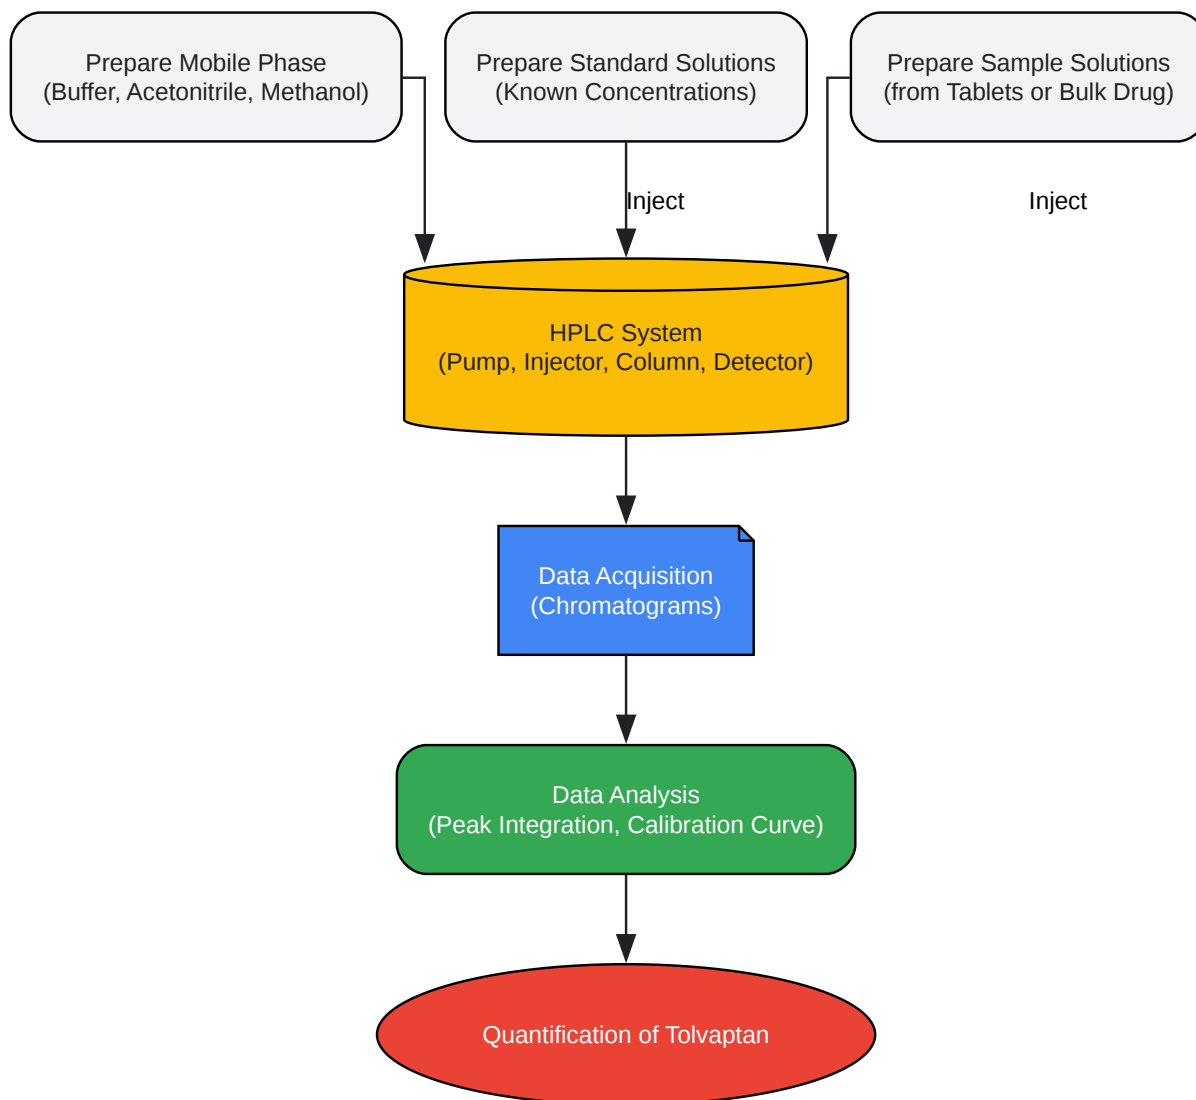 Prepare Mobile Phase
(Buffer, Acetonitrile, Methanol)
Prepare Standard Solutions
(Known Concentrations)
Prepare Sample Solutions
(from Tablets or Bulk Drug)
Inject
Inject
HPLC System
(Pump, Injector, Column, Detector)
Data Acquisition
(Chromatograms)
Data Analysis
(Peak Integration, Calibration Curve)
Quantification of Tolvaptan